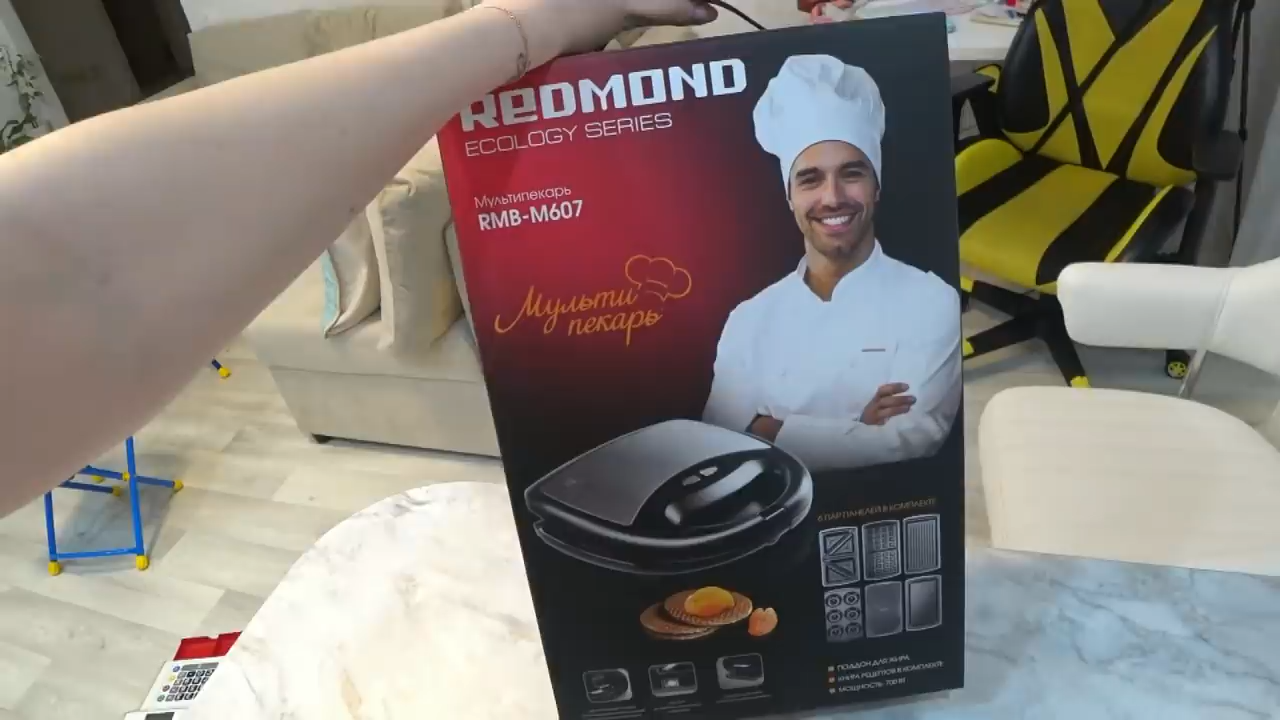 REDMOND
ECOLOGY SERIES
Мультипекарь
RMB-M607
Мульти
пекарь
6 ПАР ПАНЕЛЕЙ В КОМПЛЕКТЕ
ПОДДОН ДЛЯ ЖИРА
КНИГА РЕЦЕПТОВ В КОМПЛЕКТЕ
МОЩНОСТЬ: 700 ВТ